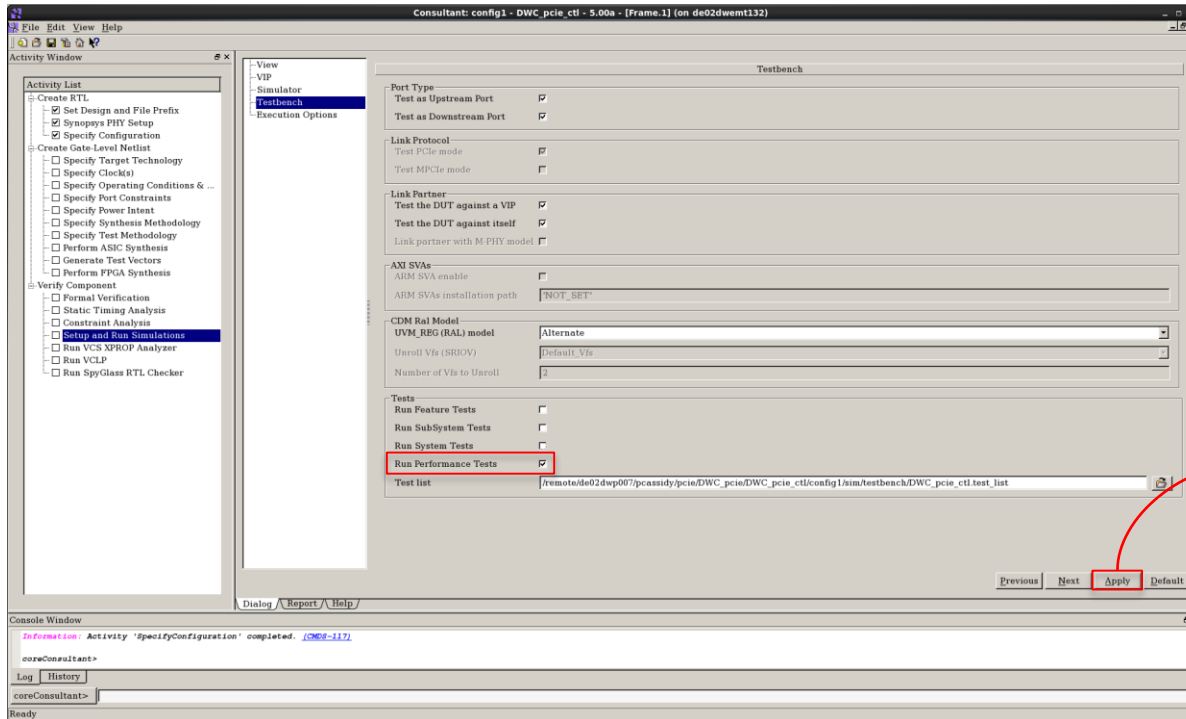 Consultant: config1 - DWC_pcie_ctl - 5.00a - [Frame.1] (on de02dwemt132)
File Edit View Help
Activity Window
Activity List
Create RTL
Set Design and File Prefix
Synopsys PHY Setup
Specify Configuration
Create Gate-Level Netlist
Specify Target Technology
Specify Clock(s)
Specify Operating Conditions & ...
Specify Port Constraints
Specify Power Intent
Specify Synthesis Methodology
Specify Test Methodology
Perform ASIC Synthesis
Generate Test Vectors
Perform FPGA Synthesis
Verify Component
Formal Verification
Static Timing Analysis
Constraint Analysis
Setup and Run Simulations
Run VCS XPROP Analyzer
Run VCLP
Run SpyGlass RTL Checker
View
VIP
Simulator
Testbench
Execution Options
Testbench
Port Type
Test as Upstream Port
Test as Downstream Port
Link Protocol
Test PCIe mode
Test MPCIe mode
Link Partner
Test the DUT against a VIP
Test the DUT against itself
Link partner with M-PHY model
AXI SVAs
ARM SVA enable
ARM SVAs installation path "NOT_SET"
CDM Ral Model
UVM_REG (RAL) model Alternate
Unroll Vfs (SRIOV) Default_Vfs
Number of Vfs to Unroll 2
Tests
Run Feature Tests
Run SubSystem Tests
Run System Tests
Run Performance Tests
Test list /remote/de02dwp007/pcassidy/pcie/DWC_pcie/DWC_pcie_ctl/config1/sim/testbench/DWC_pcie_ctl.test_list
Previous Next Apply Default
Dialog Report Help
Console Window
Information: Activity 'SpecifyConfiguration' completed. (CMDS-117)
coreConsultant>
Log History
coreConsultant>
Ready